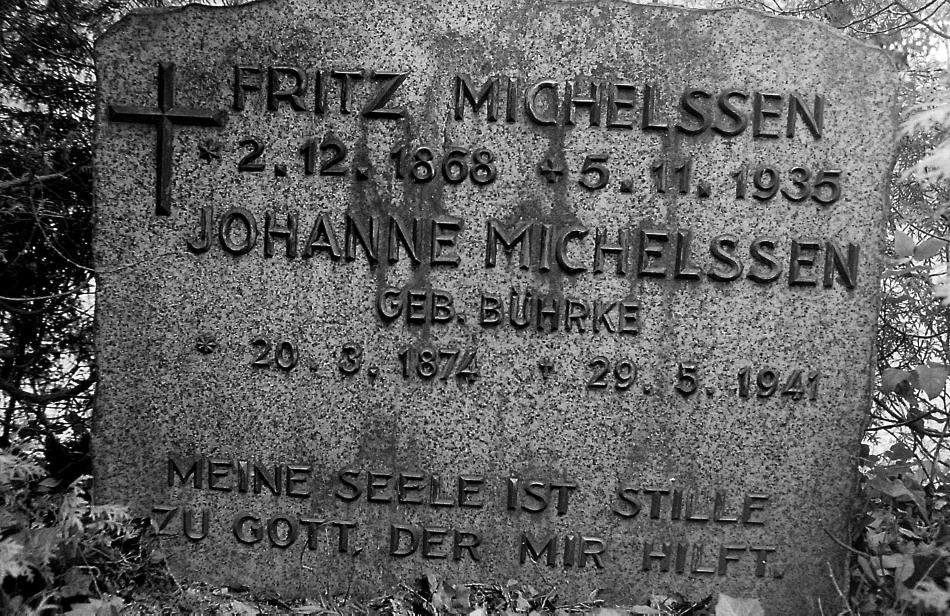 FRITZ MICHELSSEN
* 2.12.1868 + 5.11.1935
JOHANNE MICHELSSEN
GEB. BÜHRKE
* 20.3.1874 + 29.5.1941
MEINE SEELE IST STILLE
ZU GOTT, DER MIR HILFT.